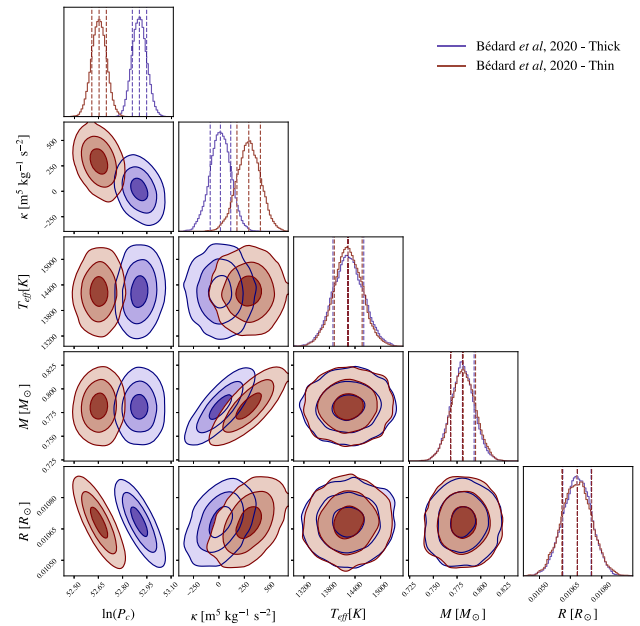 Bédard et al, 2020 - Thick
Bédard et al, 2020 - Thin
κ [m⁵ kg⁻¹ s⁻²]
500
250
0
-250
T_eff[K]
15000
14400
13800
13200
M [M⊙]
0.825
0.800
0.775
0.750
0.725
R [R⊙]
0.01080
0.01065
0.01050
52.50 52.65 52.80 52.95 53.10
-250 0 250 500
13200 13800 14400 15000
0.725 0.750 0.775 0.800 0.825
0.01050 0.01065 0.01080
ln(P_c) κ [m⁵ kg⁻¹ s⁻²] T_eff[K] M [M⊙] R [R⊙]